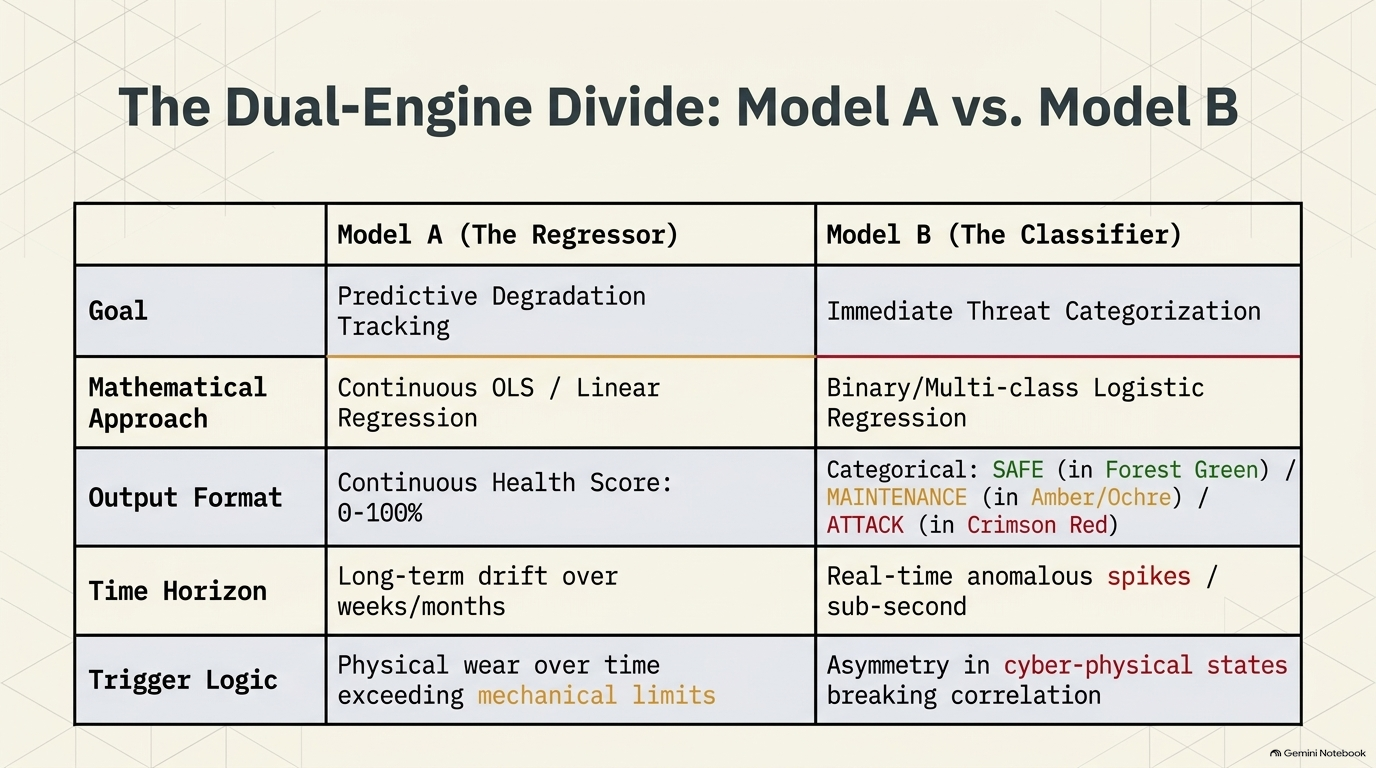 The Dual-Engine Divide: Model A vs. Model B
Model A (The Regressor)
Model B (The Classifier)
Goal
Predictive Degradation
Tracking
Immediate Threat Categorization
Mathematical
Approach
Continuous OLS / Linear
Regression
Binary/Multi-class Logistic
Regression
Output Format
Continuous Health Score:
0-100%
Categorical: SAFE (in Forest Green) /
MAINTENANCE (in Amber/Ochre) /
ATTACK (in Crimson Red)
Time Horizon
Long-term drift over
weeks/months
Real-time anomalous spikes /
sub-second
Trigger Logic
Physical wear over time
exceeding mechanical limits
Asymmetry in cyber-physical states
breaking correlation
Gemini Notebook